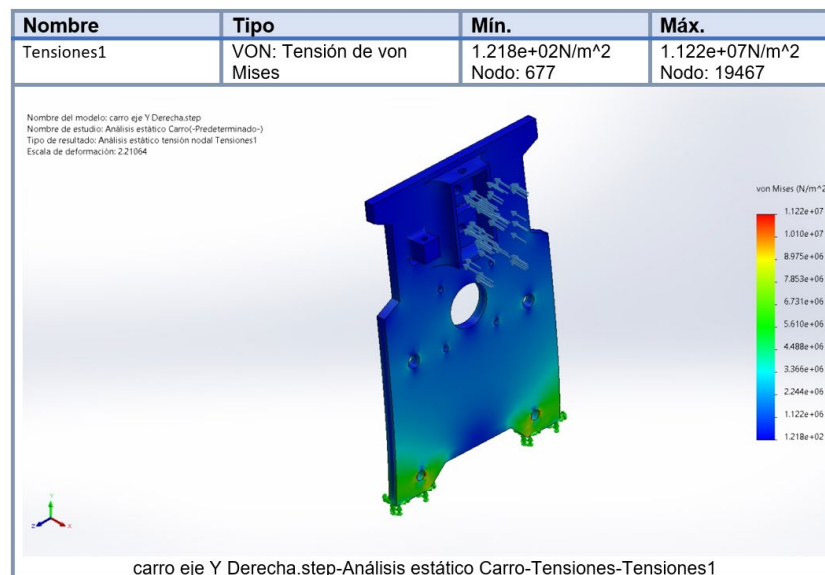 Nombre Tipo Mín. Máx.
Tensiones1 VON: Tensión de von 1.218e+02N/m^2 1.122e+07N/m^2
Mises Nodo: 677 Nodo: 19467
Nombre del modelo: carro eje Y Derecha.step
Nombre de estudio: Análisis estático Carro(-Predeterminado-)
Tipo de resultado: Análisis estático tensión nodal Tensiones1
Escala de deformación: 2.21064
von Mises (N/m^2
1.122e+07
1.010e+07
8.975e+06
7.853e+06
6.731e+06
5.610e+06
4.488e+06
3.366e+06
2.244e+06
1.122e+06
1.218e+02
Y
Z
X
carro eje Y Derecha.step-Análisis estático Carro-Tensiones-Tensiones1